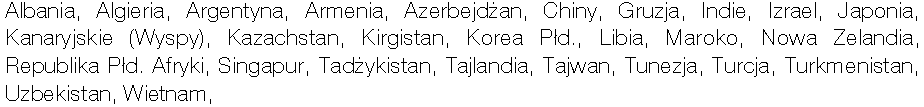 Albania, Algieria, Argentyna, Armenia, Azerbejdżan, Chiny, Gruzja, Indie, Izrael, Japonia,
Kanaryjskie (Wyspy), Kazachstan, Kirgistan, Korea Płd., Libia, Maroko, Nowa Zelandia,
Republika Płd. Afryki, Singapur, Tadżykistan, Tajlandia, Tajwan, Tunezja, Turcja, Turkmenistan,
Uzbekistan, Wietnam,